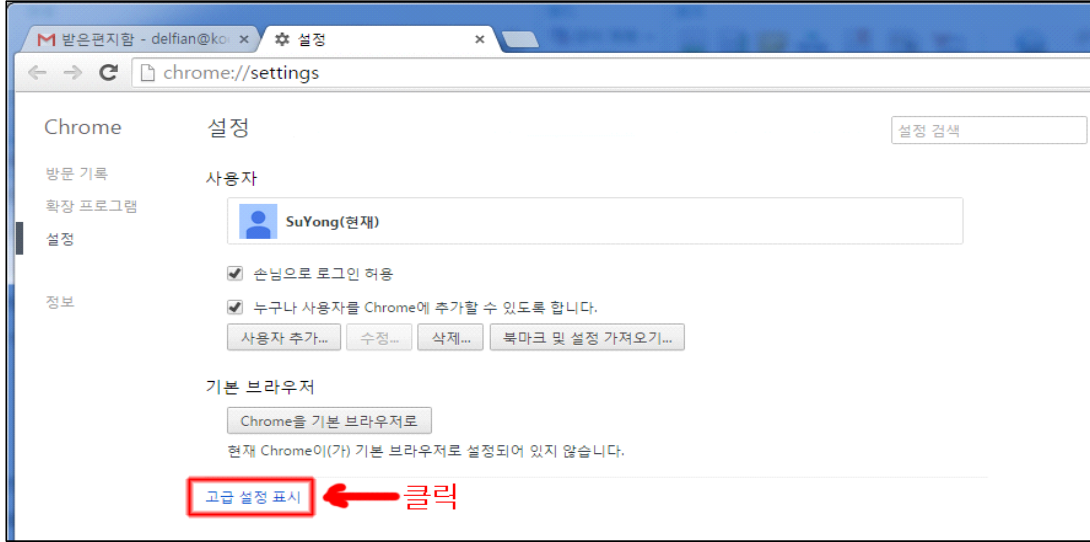 받은편지함 - delfian@ko
설정
chrome://settings
Chrome
설정
설정 검색
방문 기록
확장 프로그램
설정
정보
사용자
SuYong(현재)
손님으로 로그인 허용
누구나 사용자를 Chrome에 추가할 수 있도록 합니다.
사용자 추가... 수정... 삭제... 북마크 및 설정 가져오기...
기본 브라우저
Chrome을 기본 브라우저로
현재 Chrome이(가) 기본 브라우저로 설정되어 있지 않습니다.
고급 설정 표시 클릭